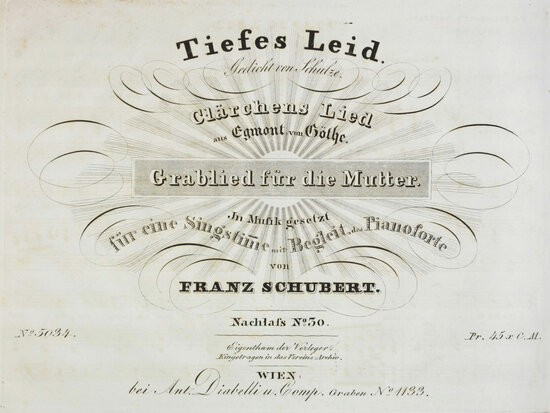 Tiefes Leid.
Gedicht von Schulze.
Clärchens Lied
aus Egmont von Göthe.
Grablied für die Mutter.
In Musik gesetzt
für eine Singstim̄e mit Begleit. des Pianoforte
von
FRANZ SCHUBERT.
Nachlaſs No. 30.
No. 5034.
Pr. 45 x C.M.
Eigenthum der Verleger.
Eingetragen in das Vereins-Archiv.
WIEN,
bei Ant. Diabelli u. Comp. Graben No. 1133.